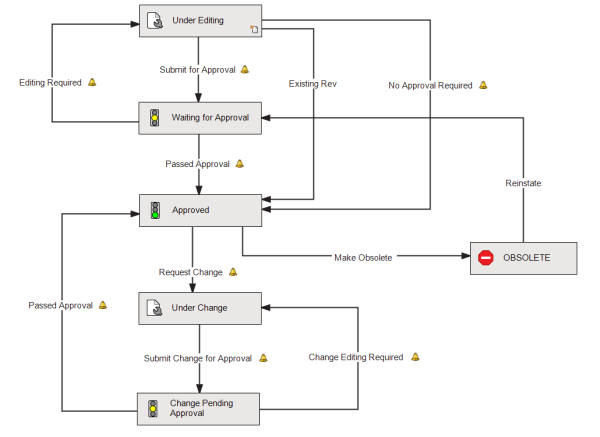 Under Editing
Submit for Approval
Editing Required
Existing Rev
No Approval Required
Waiting for Approval
Passed Approval
Reinstate
Approved
Make Obsolete
OBSOLETE
Request Change
Passed Approval
Under Change
Submit Change for Approval
Change Editing Required
Change Pending
Approval